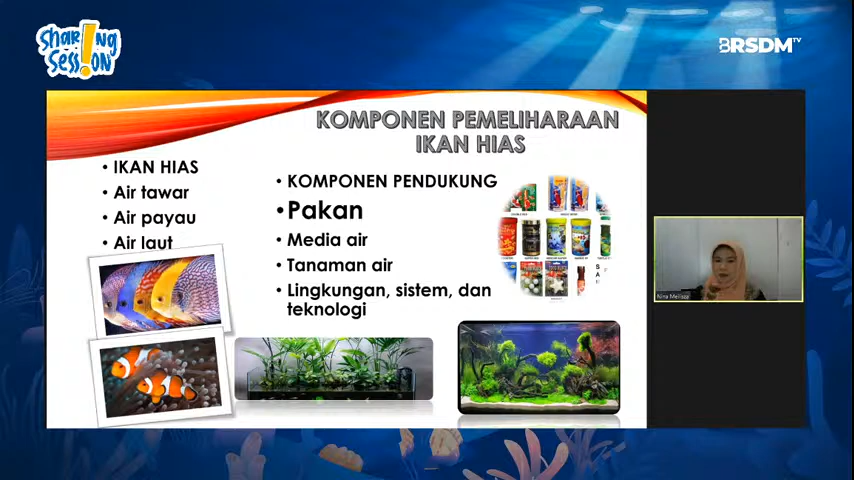 Sharing
Session
BRSDM TV
KOMPONEN PEMELIHARAAN
IKAN HIAS
• IKAN HIAS
• Air tawar
• Air payau
• Air laut
• KOMPONEN PENDUKUNG
• Pakan
• Media air
• Tanaman air
• Lingkungan, sistem, dan
teknologi
Nina Meilisza